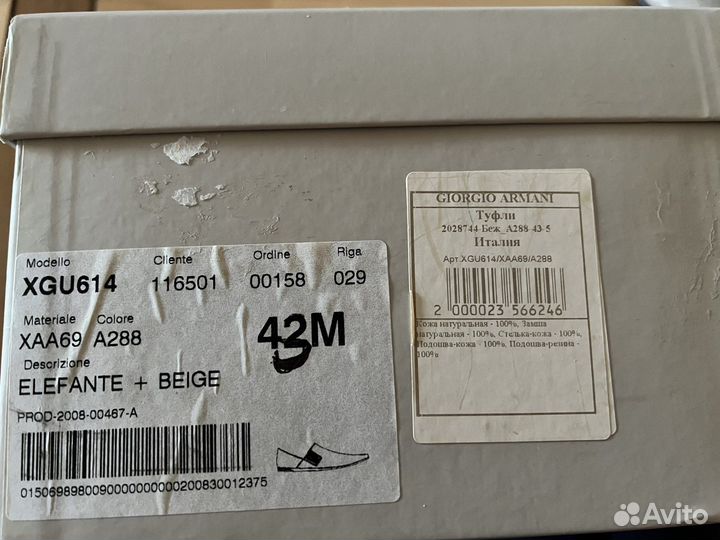 Modello Cliente Ordine Riga
XGU614 116501 00158 029
Materiale Colore
XAA69 A288
42M
3
Descrizione
ELEFANTE + BEIGE
PROD-2008-00467-A
GIORGIO ARMANI
Туфли
2028744-Беж_A288-43-5
Италия
Арт.XGU614/XAA69/A288
2 000023 566246
Кожа натуральная - 100%, Замша
натуральная - 100%, Стелька-кожа - 100%,
Подошва-кожа - 100%, Подошва-резина -
100%
Avito